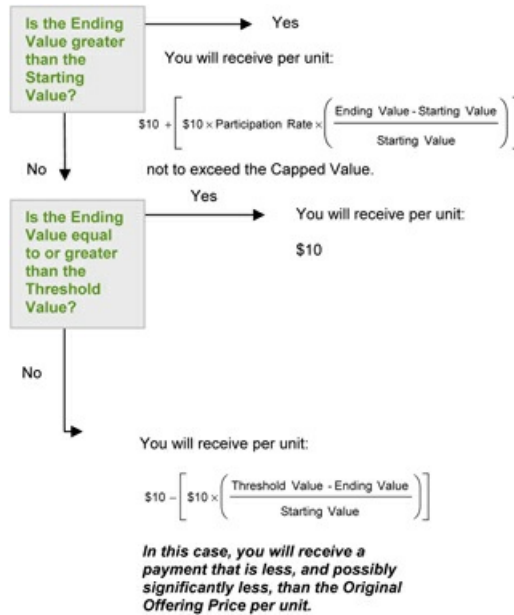 Is the Ending
Value greater
than the
Starting
Value?
Yes
You will receive per unit:
$10 + [ $10 × Participation Rate × ( Ending Value - Starting Value
Starting Value ) ]
No
not to exceed the Capped Value.
Is the Ending
Value equal
to or greater
than the
Threshold
Value?
Yes
You will receive per unit:
$10
No
You will receive per unit:
$10 − [ $10 × ( Threshold Value - Ending Value
Starting Value ) ]
In this case, you will receive a
payment that is less, and possibly
significantly less, than the Original
Offering Price per unit.